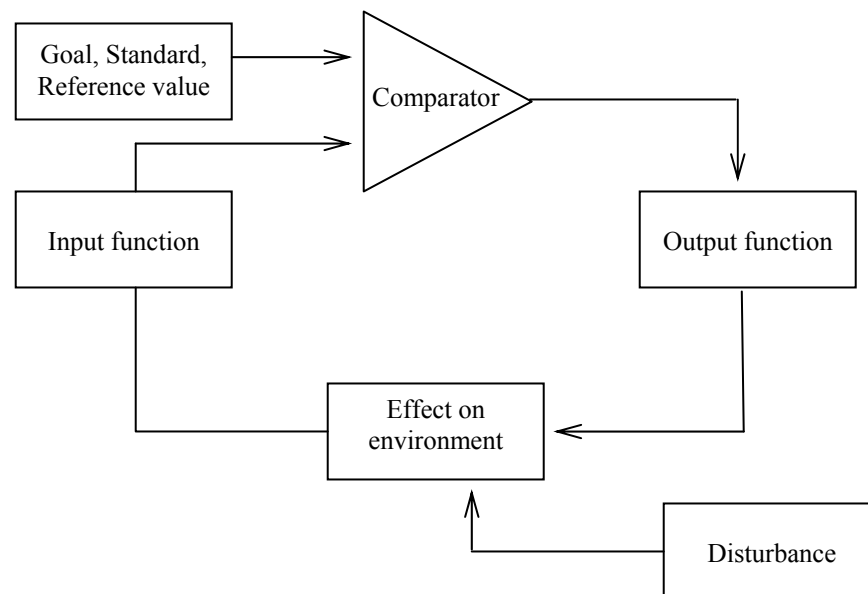 Goal, Standard,
Reference value
Comparator
Input function
Output function
Effect on
environment
Disturbance